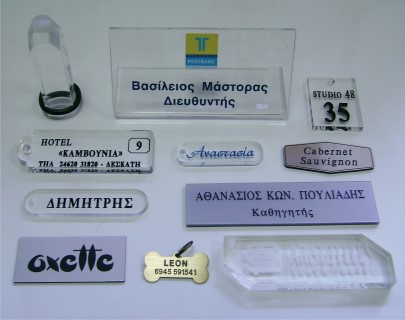 POSTBANK
Βασίλειος Μάστορας
Διευθυντής
STUDIO 48
35
HOTEL
9
«ΚΑΜΒΟΥΝΙΑ»
ΤΗΛ 24620 31820 - ΔΕΣΚΑΤΗ
Αναστασία
Cabernet
Sauvignon
ΔΗΜΗΤΡΗΣ
ΑΘΑΝΑΣΙΟΣ ΚΩΝ. ΠΟΥΛΙΑΔΗΣ
Καθηγητής
oxette
LEON
6945 591541